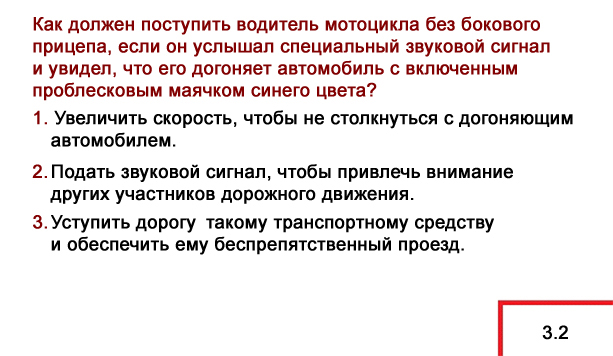 Как должен поступить водитель мотоцикла без бокового
прицепа, если он услышал специальный звуковой сигнал
и увидел, что его догоняет автомобиль с включенным
проблесковым маячком синего цвета?
1. Увеличить скорость, чтобы не столкнуться с догоняющим
автомобилем.
2. Подать звуковой сигнал, чтобы привлечь внимание
других участников дорожного движения.
3. Уступить дорогу такому транспортному средству
и обеспечить ему беспрепятственный проезд.
3.2